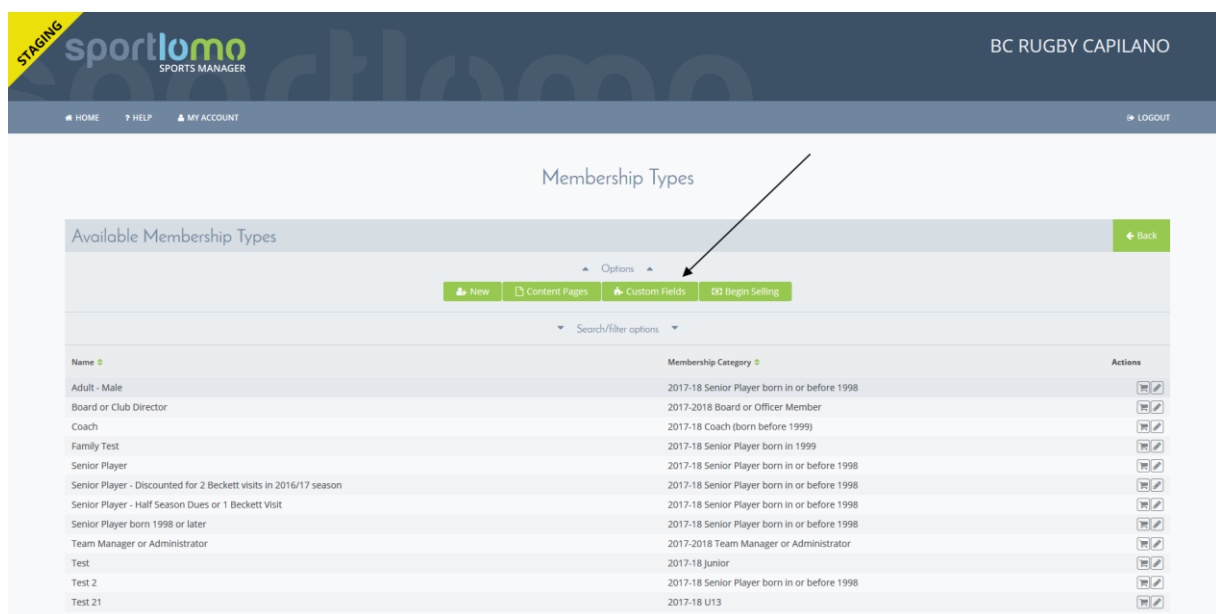 STAGING
sportlomo
SPORTS MANAGER
BC RUGBY CAPILANO
HOME ? HELP MY ACCOUNT LOGOUT
Membership Types
Available Membership Types Back
Options
New Content Pages Custom Fields Begin Selling
Search/filter options
Name Membership Category Actions
Adult - Male 2017-18 Senior Player born in or before 1998
Board or Club Director 2017-2018 Board or Officer Member
Coach 2017-18 Coach (born before 1999)
Family Test 2017-18 Senior Player born in 1999
Senior Player 2017-18 Senior Player born in or before 1998
Senior Player - Discounted for 2 Beckett visits in 2016/17 season 2017-18 Senior Player born in or before 1998
Senior Player - Half Season Dues or 1 Beckett Visit 2017-18 Senior Player born in or before 1998
Senior Player born 1998 or later 2017-18 Senior Player born in or before 1998
Team Manager or Administrator 2017-2018 Team Manager or Administrator
Test 2017-18 Junior
Test 2 2017-18 Senior Player born in or before 1998
Test 21 2017-18 U13